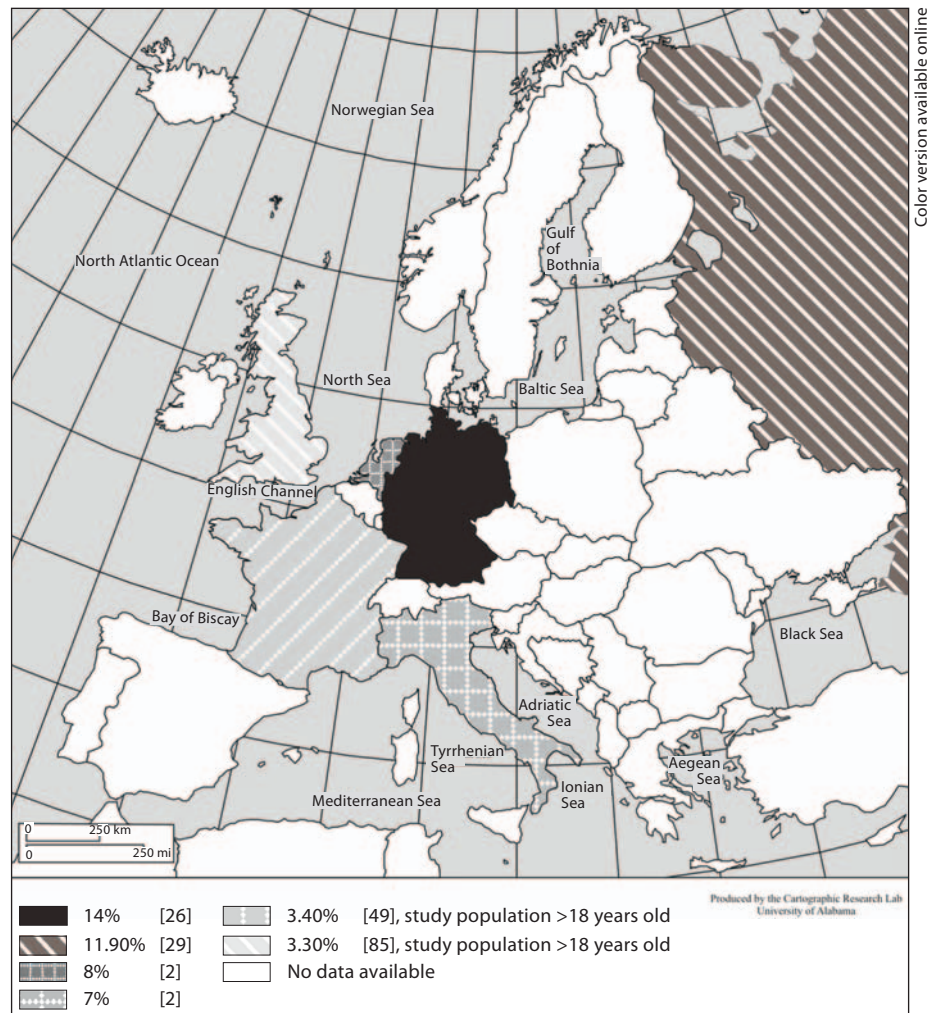 Color version available online
Norwegian Sea
North Atlantic Ocean
Gulf
of
Bothnia
North Sea
Baltic Sea
English Channel
Bay of Biscay
Black Sea
Adriatic
Sea
Tyrrhenian
Sea
Aegean
Sea
Ionian
Sea
Mediterranean Sea
0 250 km
0 250 mi
Produced by the Cartographic Research Lab
University of Alabama
14% [26]
11.90% [29]
8% [2]
7% [2]
3.40% [49], study population >18 years old
3.30% [85], study population >18 years old
No data available